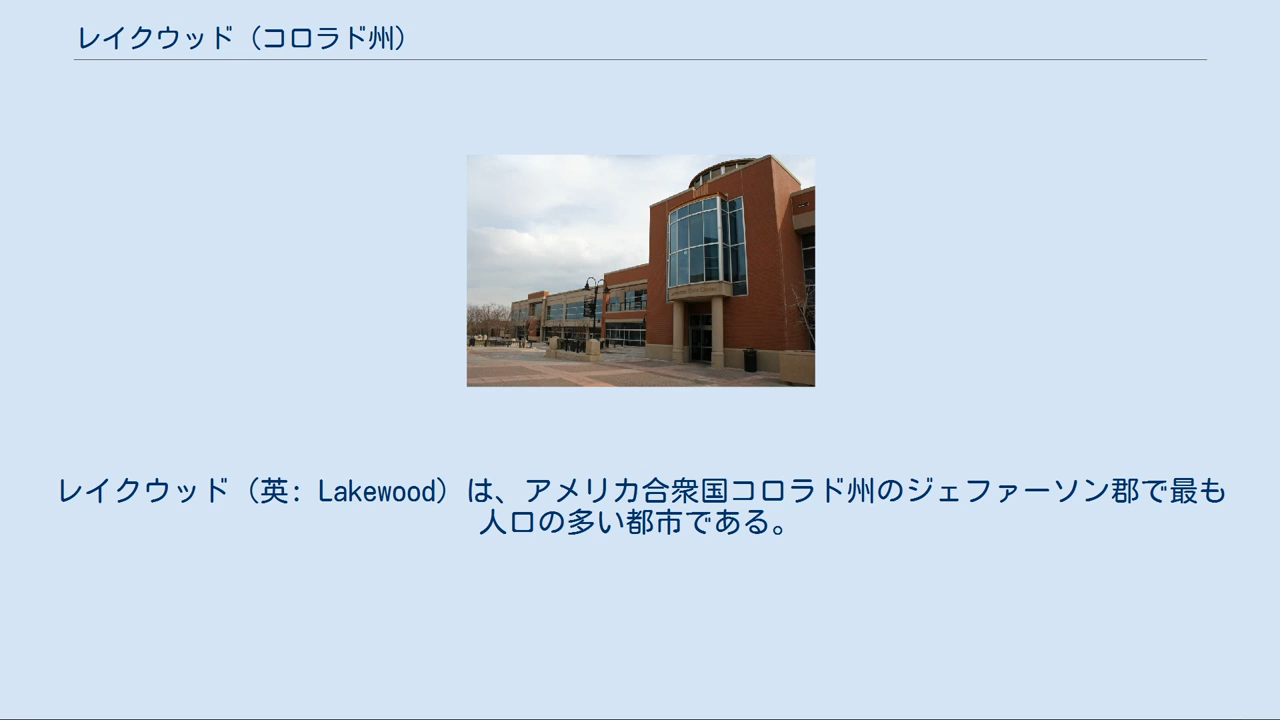 レイクウッド（コロラド州）
レイクウッド（英: Lakewood）は、アメリカ合衆国コロラド州のジェファーソン郡で最も
人口の多い都市である。